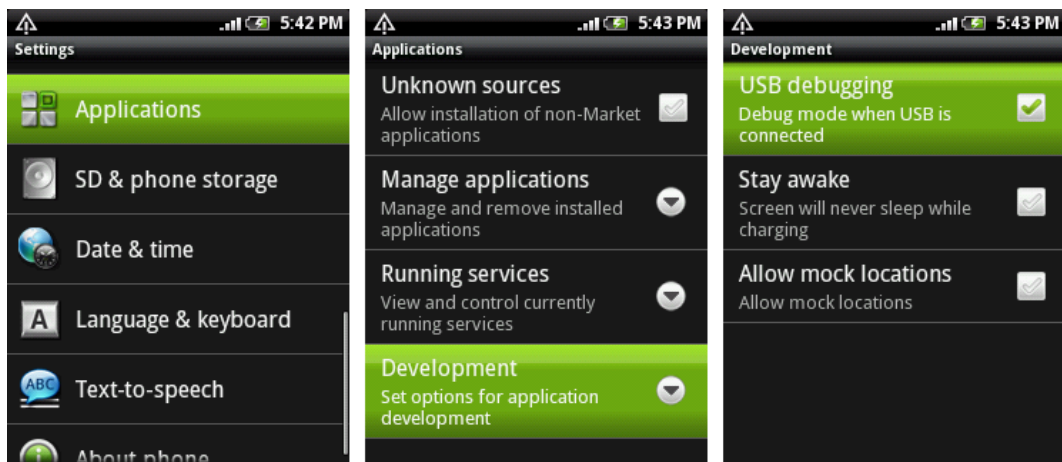 5:42 PM
Settings
Applications
SD & phone storage
Date & time
A
Language & keyboard
ABC
Text-to-speech
About phone
5:43 PM
Applications
Unknown sources
Allow installation of non-Market
applications
Manage applications
Manage and remove installed
applications
Running services
View and control currently
running services
Development
Set options for application
development
5:43 PM
Development
USB debugging
Debug mode when USB is
connected
Stay awake
Screen will never sleep while
charging
Allow mock locations
Allow mock locations